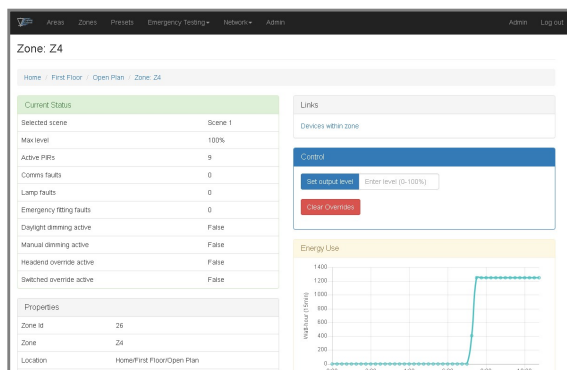 Areas Zones Presets Emergency Testing Network Admin Admin Log out
Zone: Z4
Home / First Floor / Open Plan / Zone: Z4
Current Status
Selected scene Scene 1
Max level 100%
Active PIRs 9
Comms faults 0
Lamp faults 0
Emergency fitting faults 0
Daylight dimming active False
Manual dimming active False
Headend override active False
Switched override active False
Properties
Zone Id 26
Zone Z4
Location Home/First Floor/Open Plan
Links
Devices within zone
Control
Set output level Enter level (0-100%)
Clear Overrides
Energy Use
1400
1200
1000
800
600
400
200
0
Watt-hour (15min)